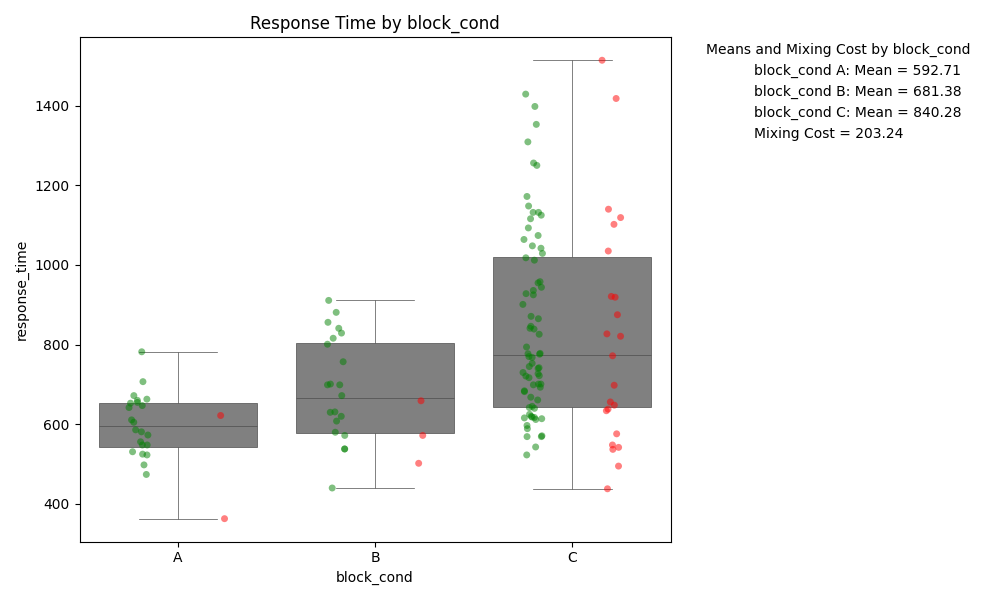 Response Time by block_cond
Means and Mixing Cost by block_cond
block_cond A: Mean = 592.71
block_cond B: Mean = 681.38
block_cond C: Mean = 840.28
Mixing Cost = 203.24
response_time
1400
1200
1000
800
600
400
A B C
block_cond